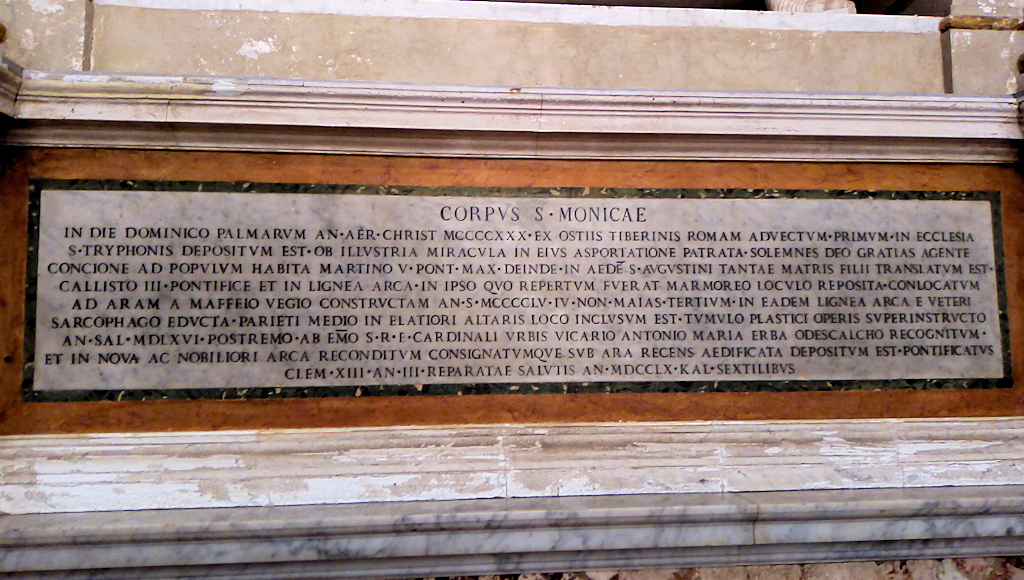 CORPVS S·MONICAE
IN DIE DOMINICO PALMARVM AN·AËR·CHRIST MCCCCXXX·EX OSTIIS TIBERINIS ROMAM ADVECTVM·PRIMVM·IN ECCLESIA
S·TRYPHONIS DEPOSITVM EST·OB ILLVSTRIA MIRACVLA IN EIVS ASPORTATIONE PATRATA·SOLEMNES DEO GRATIAS AGENTE
CONCIONE AD POPVLVM HABITA MARTINO V·PONT·MAX·DEINDE·IN AEDE̅·S·AVGVSTINI TANTAE MATRIS FILII TRANSLATVM EST·
CALLISTO III·PONTIFICE ET IN LIGNEA ARCA·IN IPSO QVO REPERTVM FVERAT MARMOREO LOCVLO REPOSITA·CONLOCATVM
AD ARAM A MAFFEIO VEGIO CONSTRVCTAM AN·S·MCCCCLV·IV·NON·MAIAS·TERTIVM·IN EADEM LIGNEA ARCA E VETERI
SARCOPHAGO EDVCTA·PARIETI MEDIO IN ELATIORI ALTARIS LOCO INCLVSVM EST·TVMVLO PLASTICI OPERIS SVPERINSTRVCTO
AN·SAL·MDLXVI·POSTREMO·AB EM̅O S·R·E·CARDINALI VRBIS VICARIO ANTONIO MARIA ERBA ODESCALCHO RECOGNITVM·
ET IN NOVA AC NOBILIORI ARCA RECONDITVM CONSIGNATVMQVE SVB ARA RECENS AEDIFICATA DEPOSITVM EST·PONTIFICATVS
CLEM·XIII·AN·III·REPARATAE SALVTIS AN·MDCCLX·KAL·SEXTILIBVS